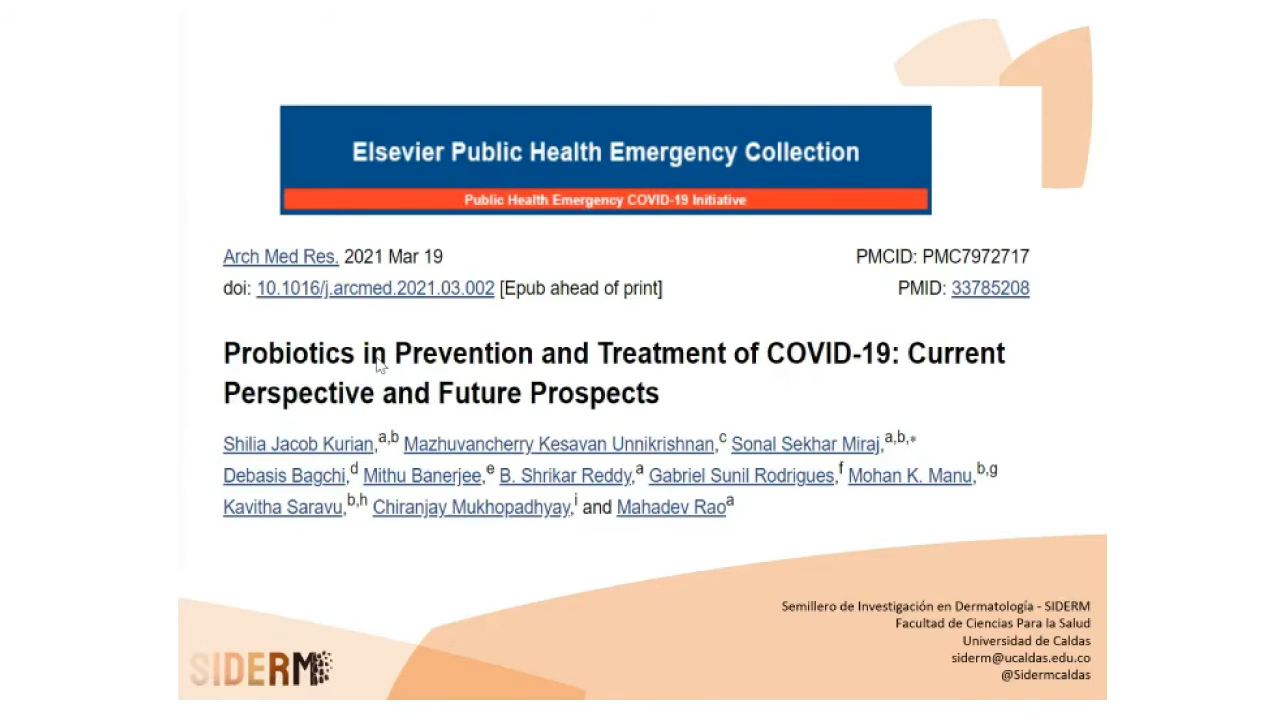 Elsevier Public Health Emergency Collection
Public Health Emergency COVID-19 Initiative
Arch Med Res. 2021 Mar 19
PMCID: PMC7972717
doi: 10.1016/j.arcmed.2021.03.002 [Epub ahead of print]
PMID: 33785208
Probiotics in Prevention and Treatment of COVID-19: Current
Perspective and Future Prospects
Shilia Jacob Kurian,a,b Mazhuvancherry Kesavan Unnikrishnan,c Sonal Sekhar Miraj,a,b,*
Debasis Bagchi,d Mithu Banerjee,e B. Shrikar Reddy,a Gabriel Sunil Rodrigues,f Mohan K. Manu,b,g
Kavitha Saravu,b,h Chiranjay Mukhopadhyay,i and Mahadev Raoa
Semillero de Investigación en Dermatología - SIDERM
Facultad de Ciencias Para la Salud
Universidad de Caldas
siderm@ucaldas.edu.co
@Sidermcaldas
SIDERM